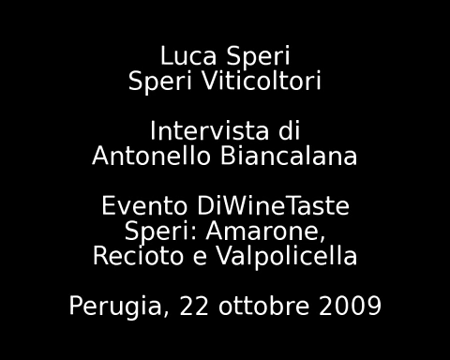 Luca Speri
Speri Viticoltori
Intervista di
Antonello Biancalana
Evento DiWineTaste
Speri: Amarone,
Recioto e Valpolicella
Perugia, 22 ottobre 2009